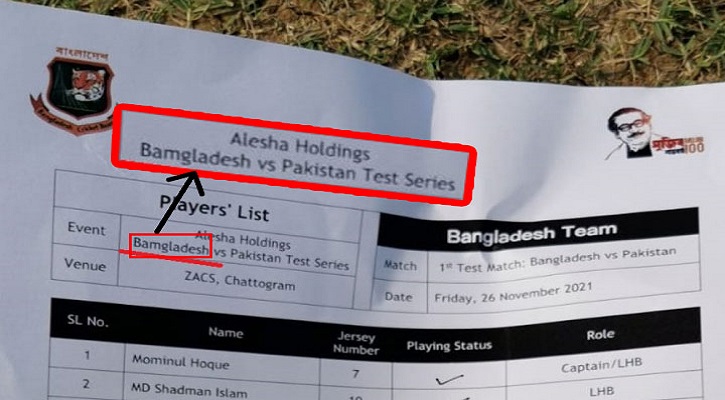 বাংলাদেশ
Alesha Holdings
Bamgladesh vs Pakistan Test Series
100
Players' List
Event
Alesha Holdings
Bamgladesh vs Pakistan Test Series
Venue
ZACS, Chattogram
Bangladesh Team
Match
1st Test Match: Bangladesh vs Pakistan
Date
Friday, 26 November 2021
SL No.
Name
Jersey
Number
Playing Status
Role
1
Mominul Hoque
7
Captain/LHB
2
MD Shadman Islam
LHB